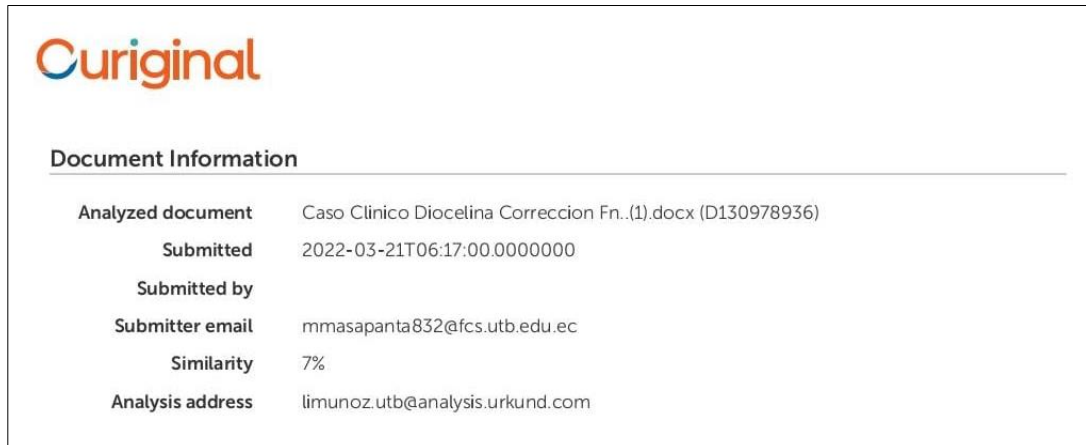 Ouriginal
Document Information
Analyzed document Caso Clinico Diocelina Correccion Fn..(1).docx (D130978936)
Submitted 2022-03-21T06:17:00.0000000
Submitted by
Submitter email mmasapanta832@fcs.utb.edu.ec
Similarity 7%
Analysis address limunoz.utb@analysis.urkund.com